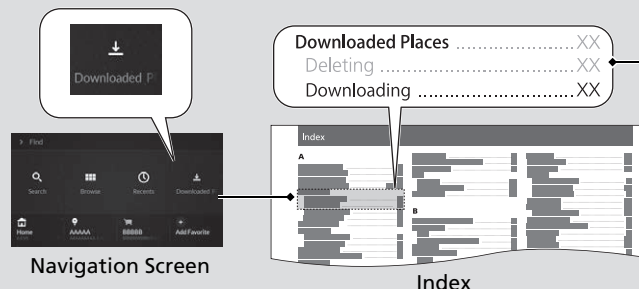 Downloaded P
Downloaded Places ..................XX
Deleting ..................XX
Downloading ..................XX
> Find
Search
Browse
Recents
Downloaded P
Home
AAAAA
BBBBB
Add Favorite
Navigation Screen
Index
A
B
Index